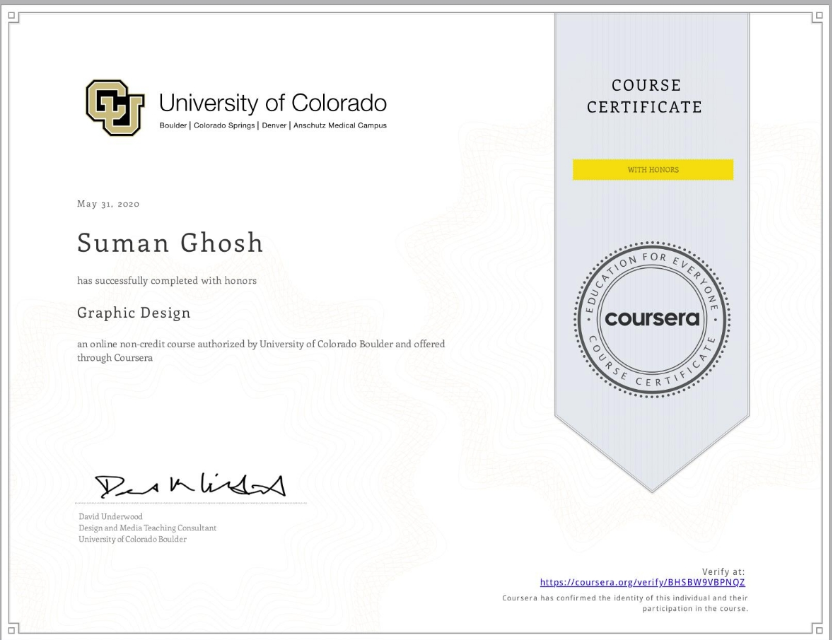 CU
University of Colorado
Boulder | Colorado Springs | Denver | Anschutz Medical Campus
COURSE
CERTIFICATE
WITH HONORS
May 31, 2020
Suman Ghosh
has successfully completed with honors
Graphic Design
an online non-credit course authorized by University of Colorado Boulder and offered
through Coursera
EDUCATION FOR EVERYONE
coursera
COURSE CERTIFICATE
David Underwood
Design and Media Teaching Consultant
University of Colorado Boulder
Verify at:
https://coursera.org/verify/BHSBW9VBPNQZ
Coursera has confirmed the identity of this individual and their
participation in the course.